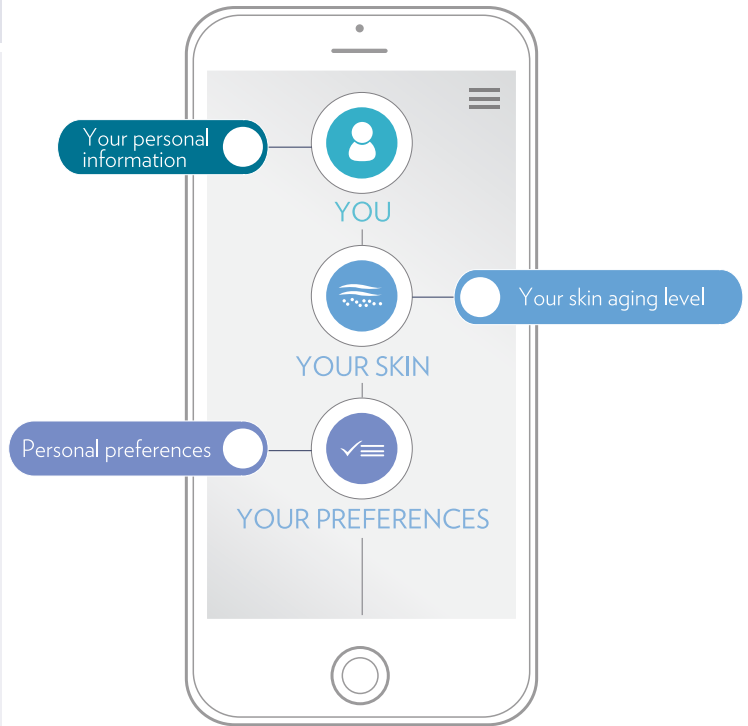 Your personal
information
YOU
Your skin aging level
YOUR SKIN
Personal preferences
YOUR PREFERENCES